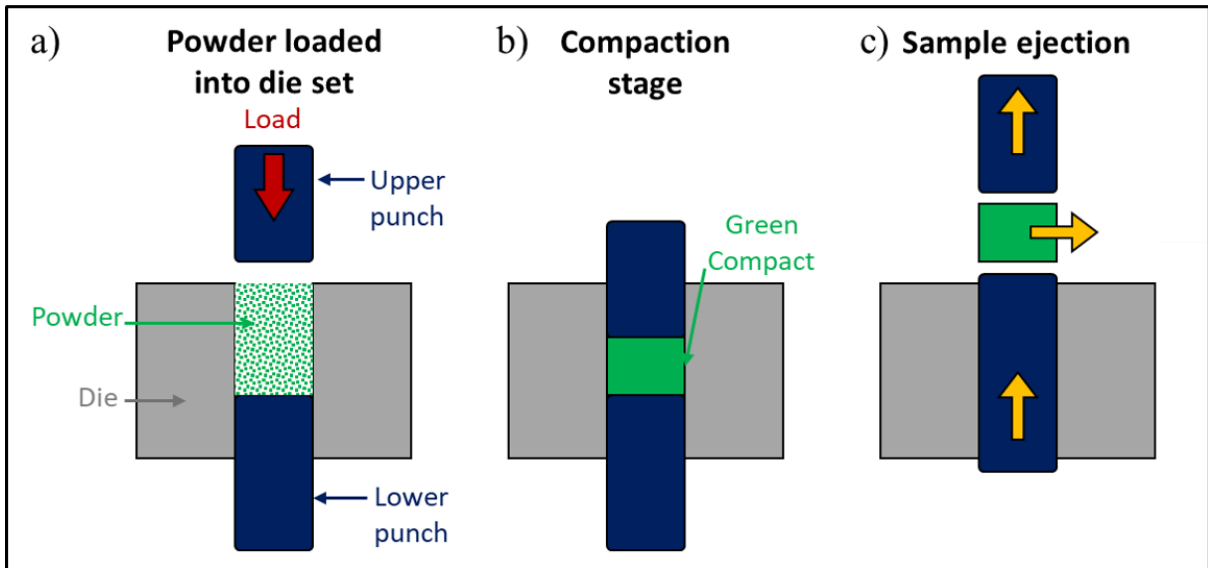 a)
Powder loaded
into die set
Load
Upper
punch
Powder
Die
Lower
punch
b)
Compaction
stage
Green
Compact
c)
Sample ejection